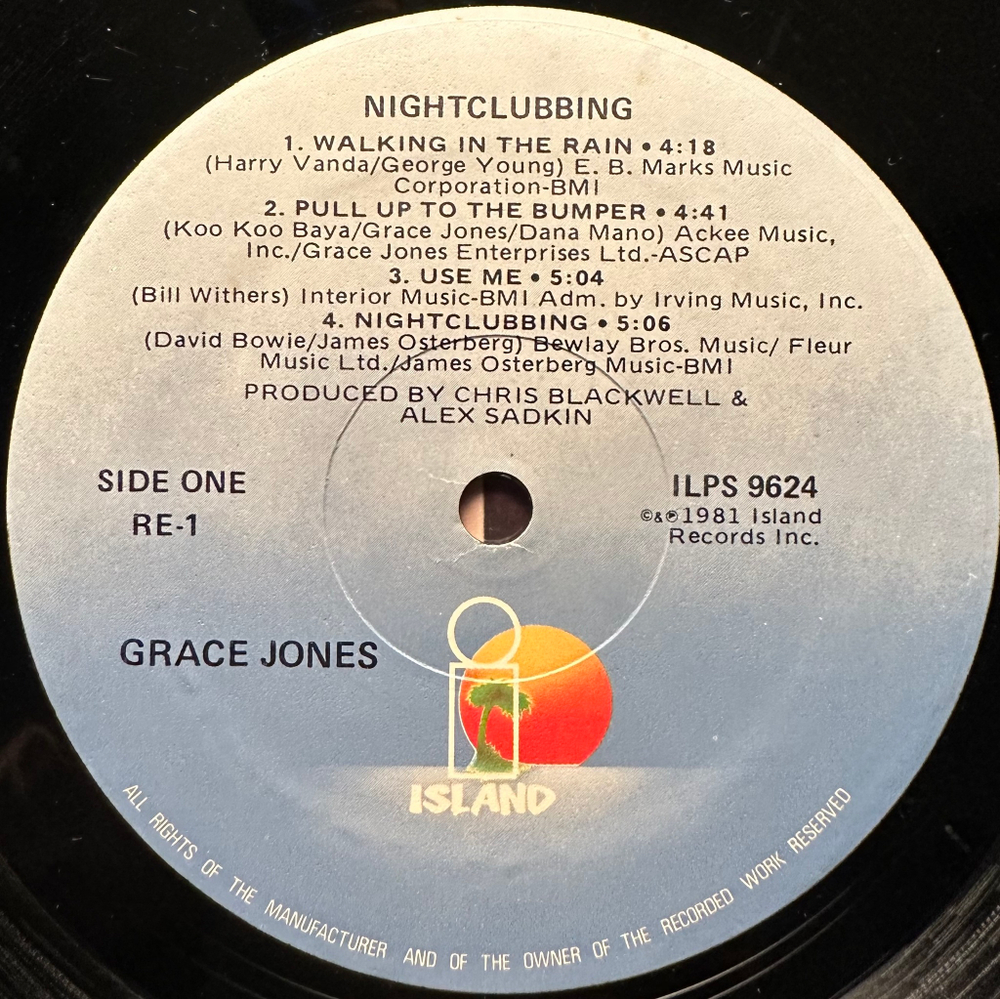 NIGHTCLUBBING
1. WALKING IN THE RAIN • 4:18
(Harry Vanda/George Young) E. B. Marks Music
Corporation-BMI
2. PULL UP TO THE BUMPER • 4:41
(Koo Koo Baya/Grace Jones/Dana Mano) Ackee Music,
Inc./Grace Jones Enterprises Ltd.-ASCAP
3. USE ME • 5:04
(Bill Withers) Interior Music-BMI Adm. by Irving Music, Inc.
4. NIGHTCLUBBING • 5:06
(David Bowie/James Osterberg) Bewlay Bros. Music/ Fleur
Music Ltd./James Osterberg Music-BMI
PRODUCED BY CHRIS BLACKWELL &
ALEX SADKIN
SIDE ONE
RE-1
ILPS 9624
©&℗1981 Island
Records Inc.
GRACE JONES
ISLAND
ALL RIGHTS OF THE MANUFACTURER AND OF THE OWNER OF THE RECORDED WORK RESERVED